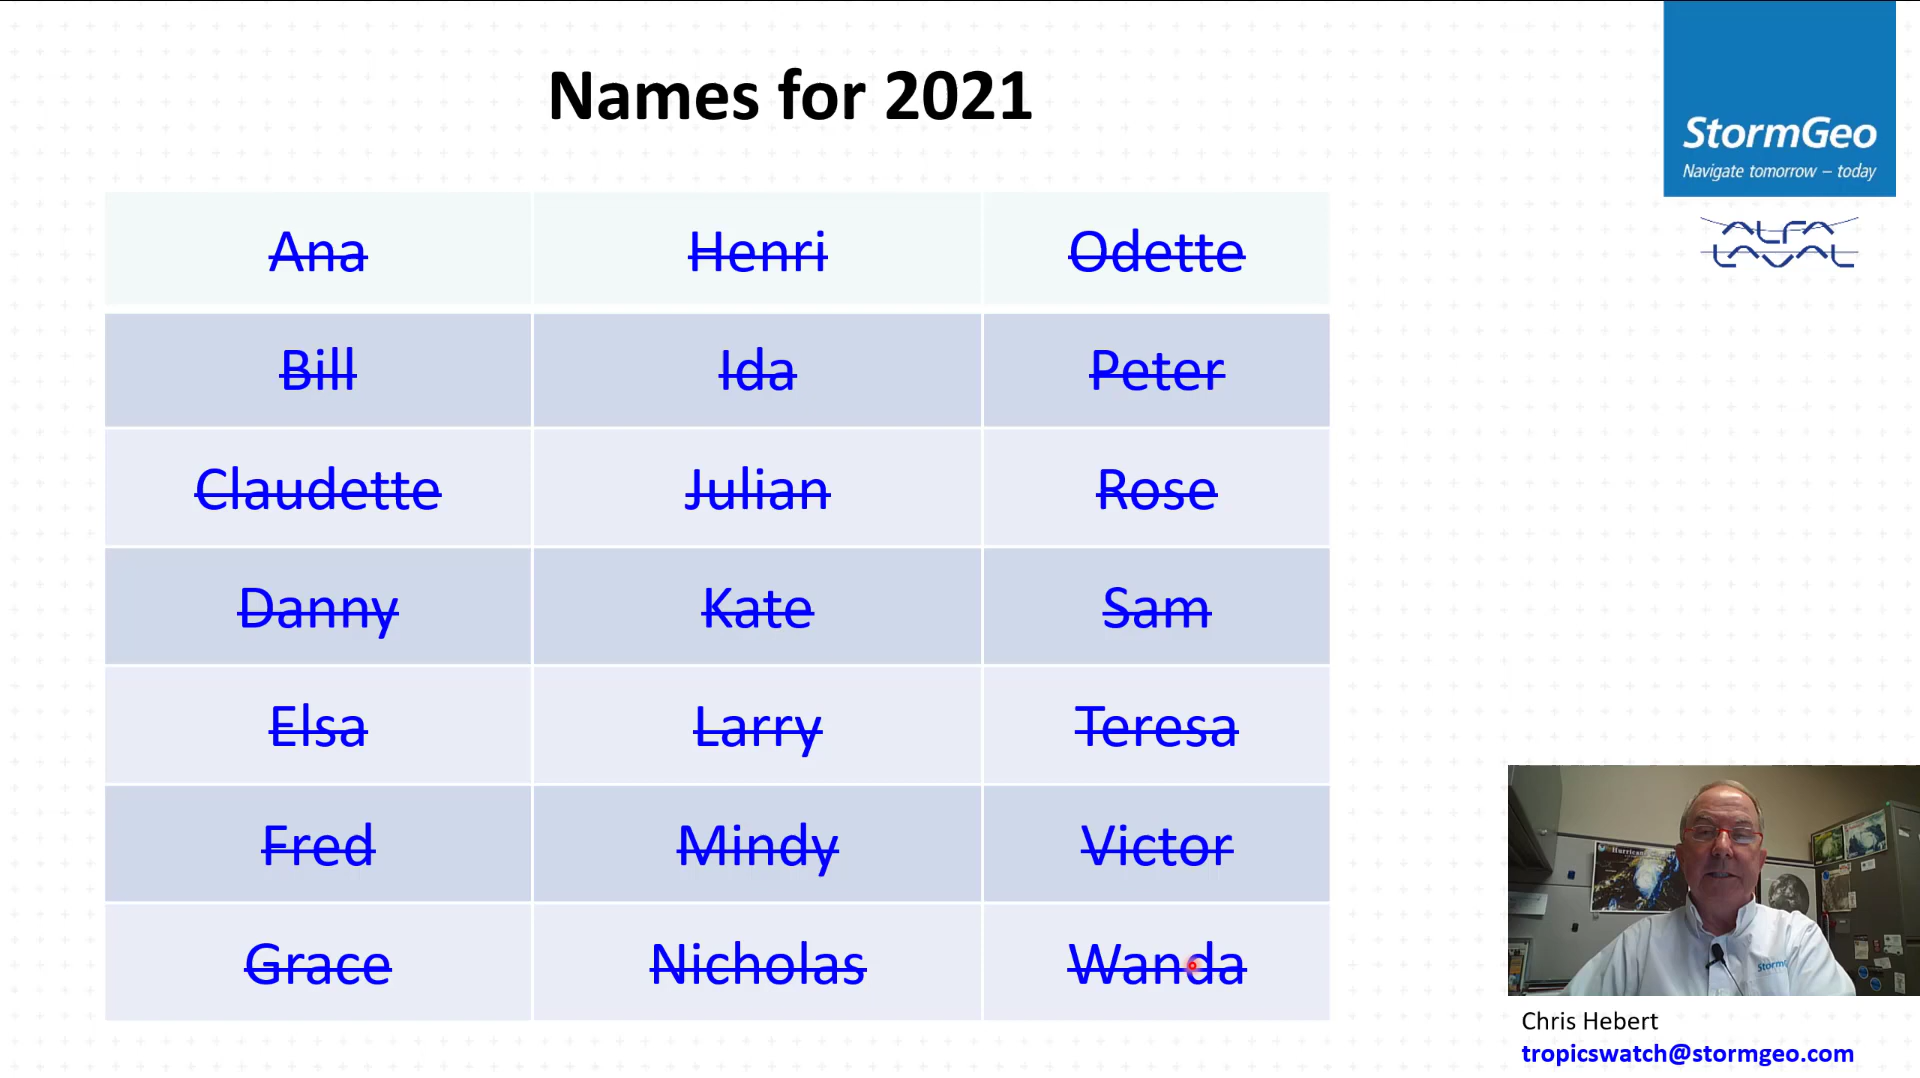 Names for 2021
StormGeo
Navigate tomorrow – today
ALFA
LAVAL
Ana Henri Odette
Bill Ida Peter
Claudette Julian Rose
Danny Kate Sam
Elsa Larry Teresa
Fred Mindy Victor
Grace Nicholas Wanda
Chris Hebert
tropicswatch@stormgeo.com